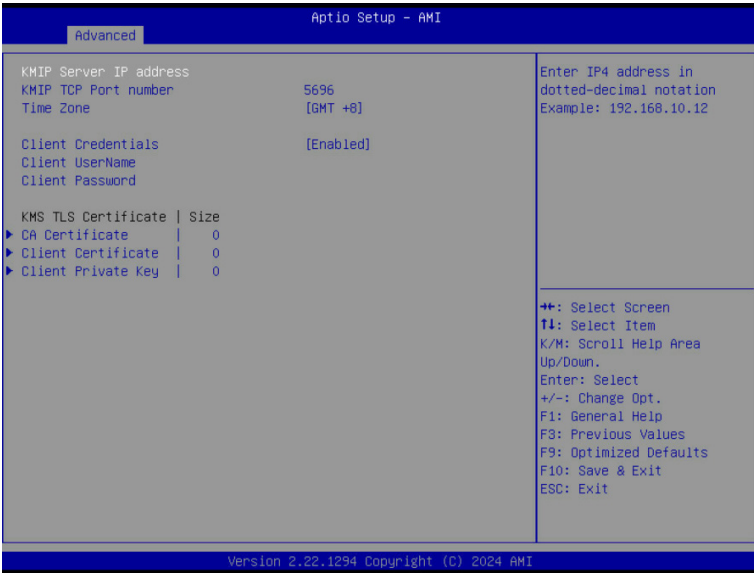 Aptio Setup - AMI
Advanced
KMIP Server IP address
KMIP TCP Port number 5696
Time Zone [GMT +8]
Client Credentials [Enabled]
Client UserName
Client Password
KMS TLS Certificate | Size
▶ CA Certificate | 0
▶ Client Certificate | 0
▶ Client Private Key | 0
Enter IP4 address in
dotted-decimal notation
Example: 192.168.10.12
→←: Select Screen
↑↓: Select Item
K/M: Scroll Help Area
Up/Down.
Enter: Select
+/-: Change Opt.
F1: General Help
F3: Previous Values
F9: Optimized Defaults
F10: Save & Exit
ESC: Exit
Version 2.22.1294 Copyright (C) 2024 AMI